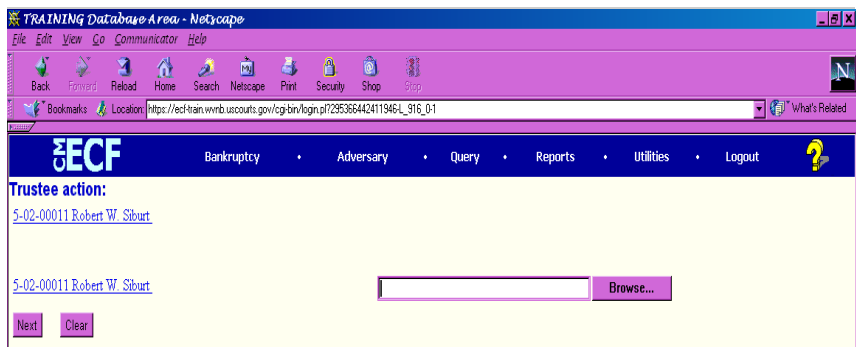 TRAINING Database Area - Netscape
File Edit View Go Communicator Help
Back Forward Reload Home Search Netscape Print Security Shop Stop
N
Bookmarks Location: https://ecf-train.wvnb.uscourts.gov/cgi-bin/login.pl?295366442411946-L_916_0-1 What's Related
CM ECF Bankruptcy • Adversary • Query • Reports • Utilities • Logout ?
Trustee action:
5-02-00011 Robert W. Siburt
5-02-00011 Robert W. Siburt Browse...
Next Clear